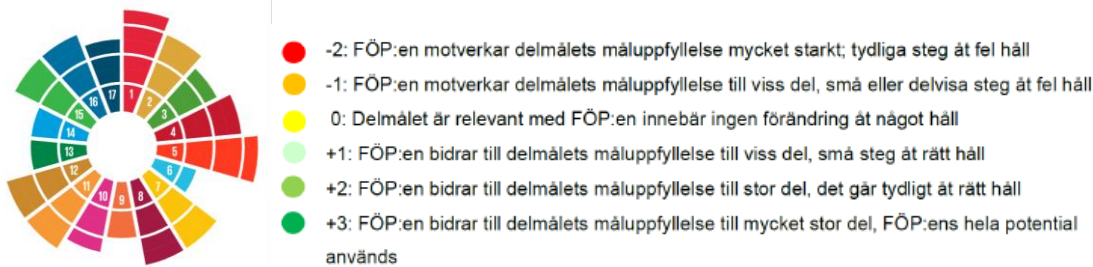 1
2
3
4
5
6
7
8
9
10
11
12
13
14
15
16
17
-2: FÖP:en motverkar delmålets måluppfyllelse mycket starkt; tydliga steg åt fel håll
-1: FÖP:en motverkar delmålets måluppfyllelse till viss del, små eller delvisa steg åt fel håll
0: Delmålet är relevant med FÖP:en innebär ingen förändring åt något håll
+1: FÖP:en bidrar till delmålets måluppfyllelse till viss del, små steg åt rätt håll
+2: FÖP:en bidrar till delmålets måluppfyllelse till stor del, det går tydligt åt rätt håll
+3: FÖP:en bidrar till delmålets måluppfyllelse till mycket stor del, FÖP:ens hela potential
används